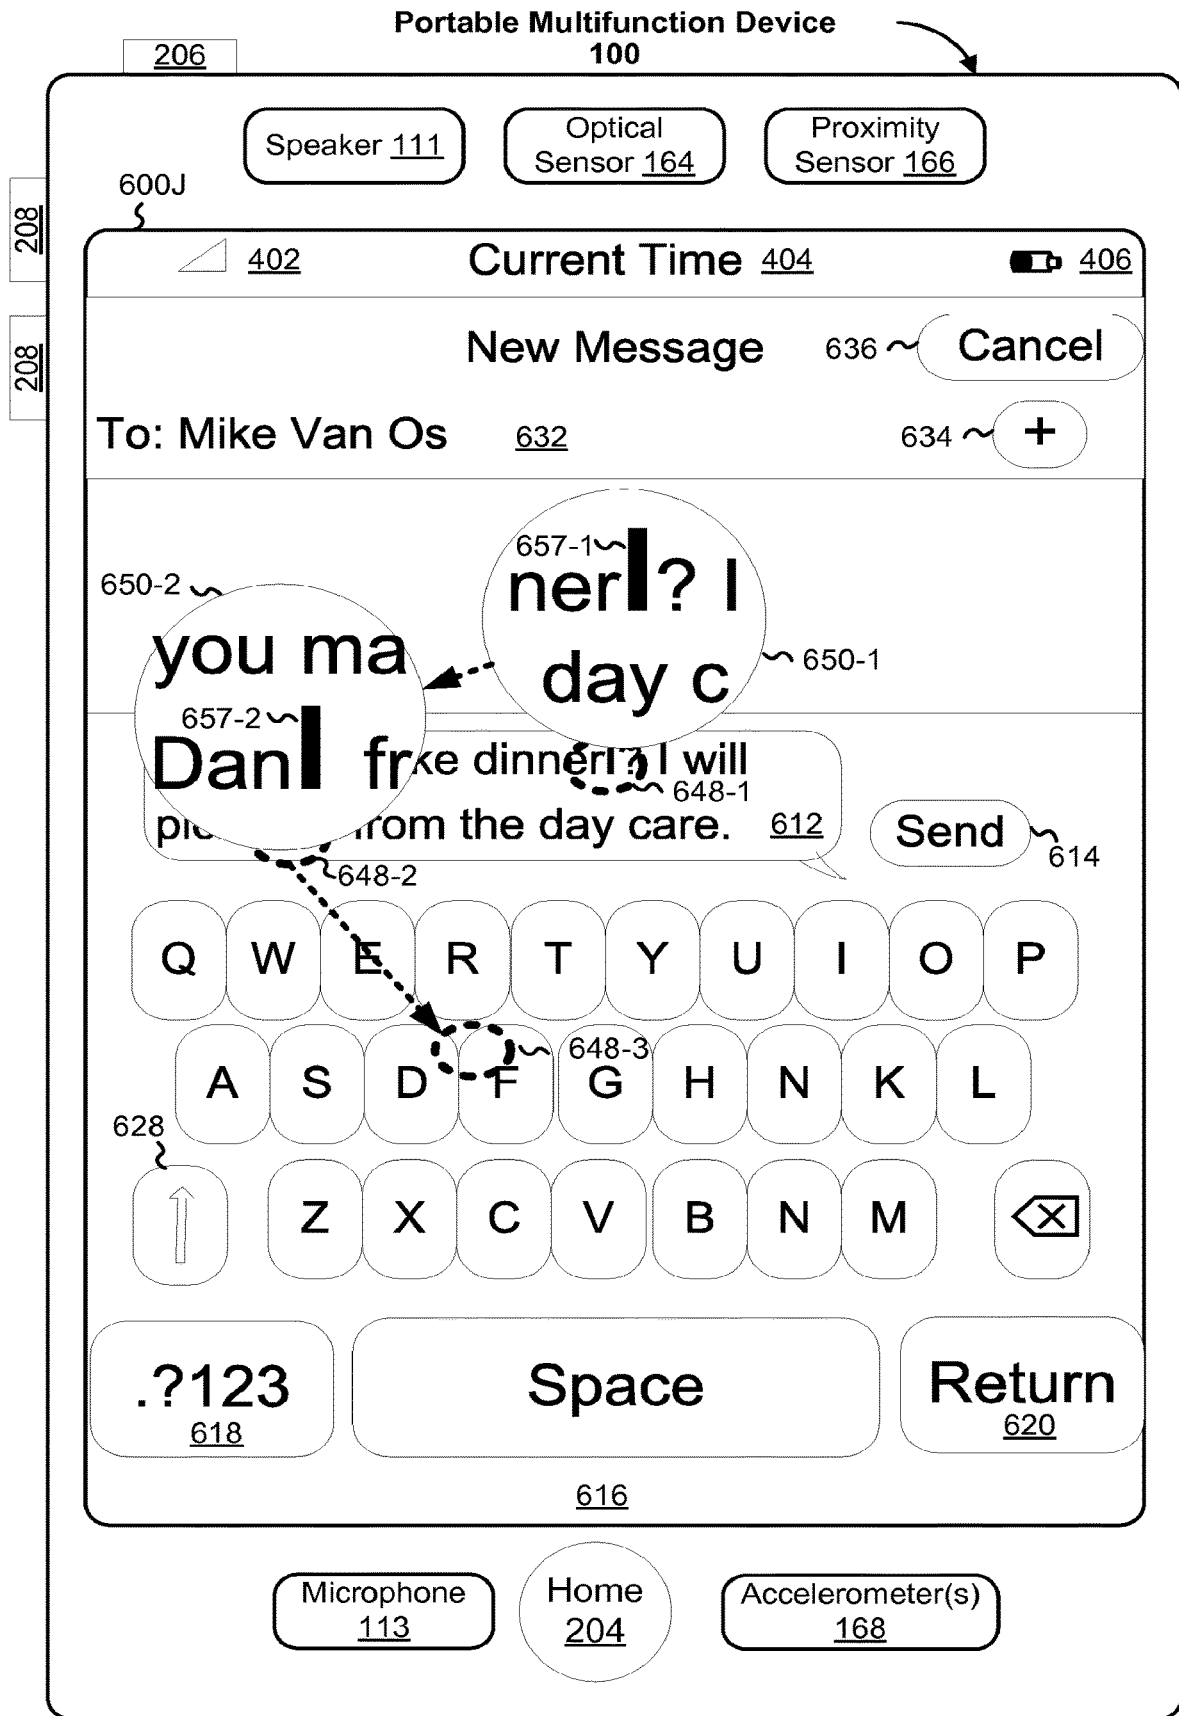 Portable Multifunction Device
100
206
Speaker 111
Optical
Sensor 164
Proximity
Sensor 166
208
600J
402 Current Time 404 406
208
New Message 636 Cancel
To: Mike Van Os 632 634 +
657-1
ner? I
650-2
you ma
650-1
day c
657-2
Dan fr
ke dinner? I will
648-1
from the day care. 612
Send
614
648-2
Q W E R T Y U I O P
648-3
A S D F G H N K L
628
Z X C V B N M
.?123
618
Space
Return
620
616
Microphone
113
Home
204
Accelerometer(s)
168